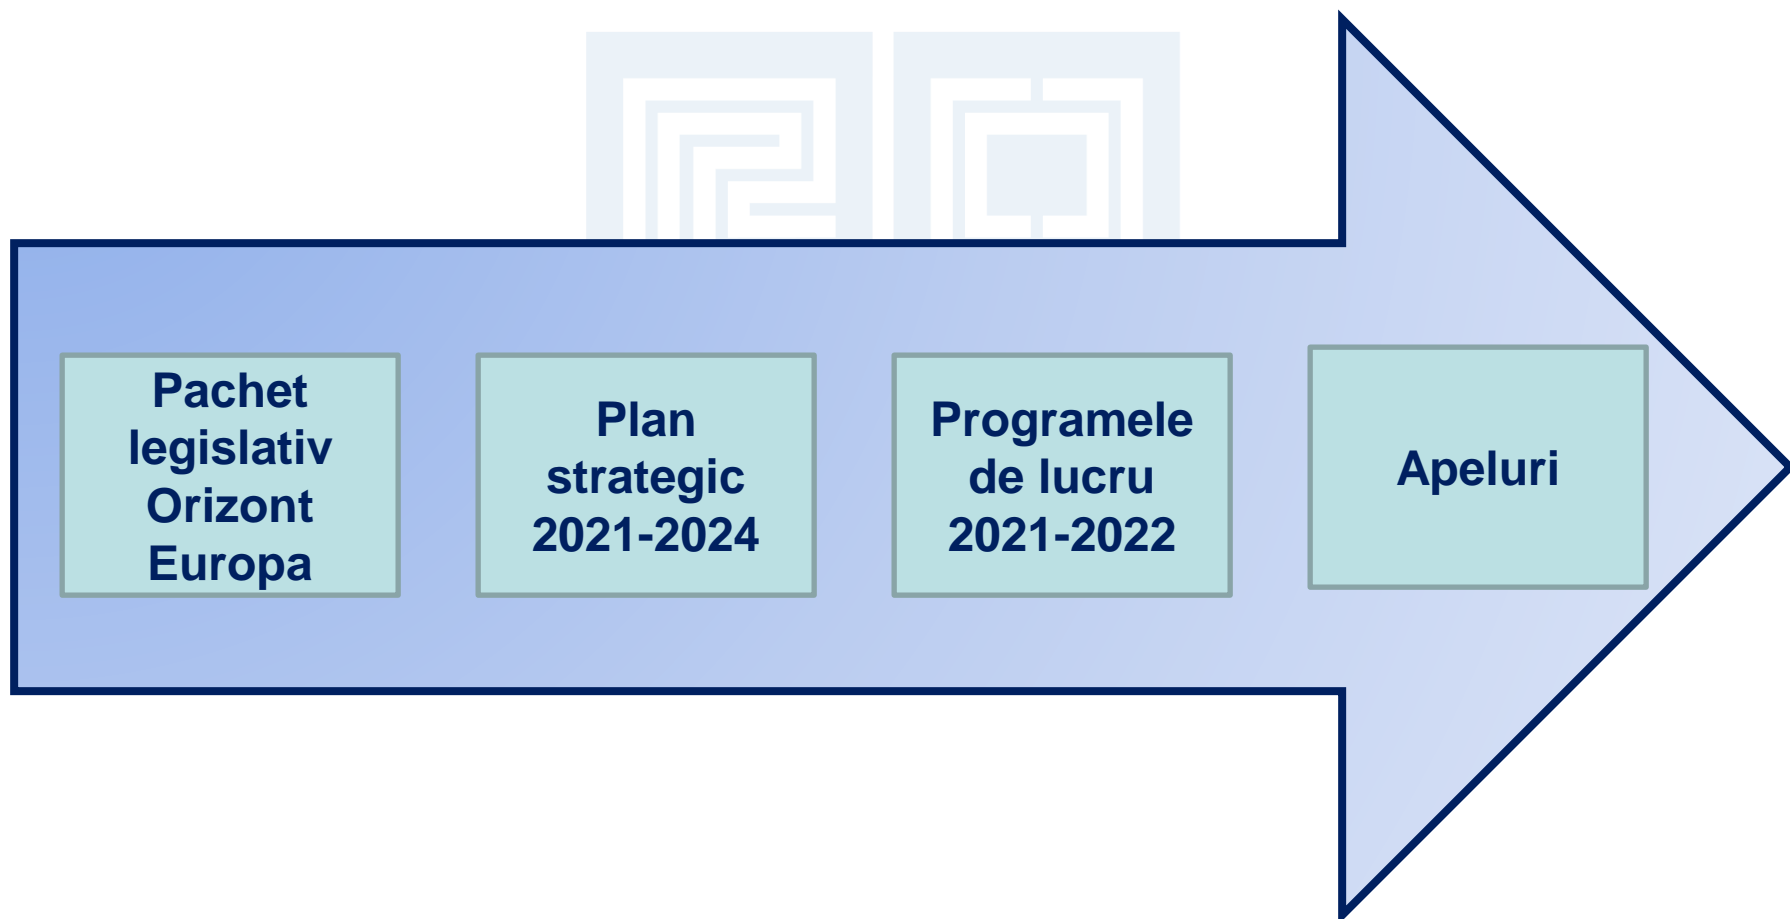 Pachet
legislativ
Orizont
Europa
Plan
strategic
2021-2024
Programele
de lucru
2021-2022
Apeluri